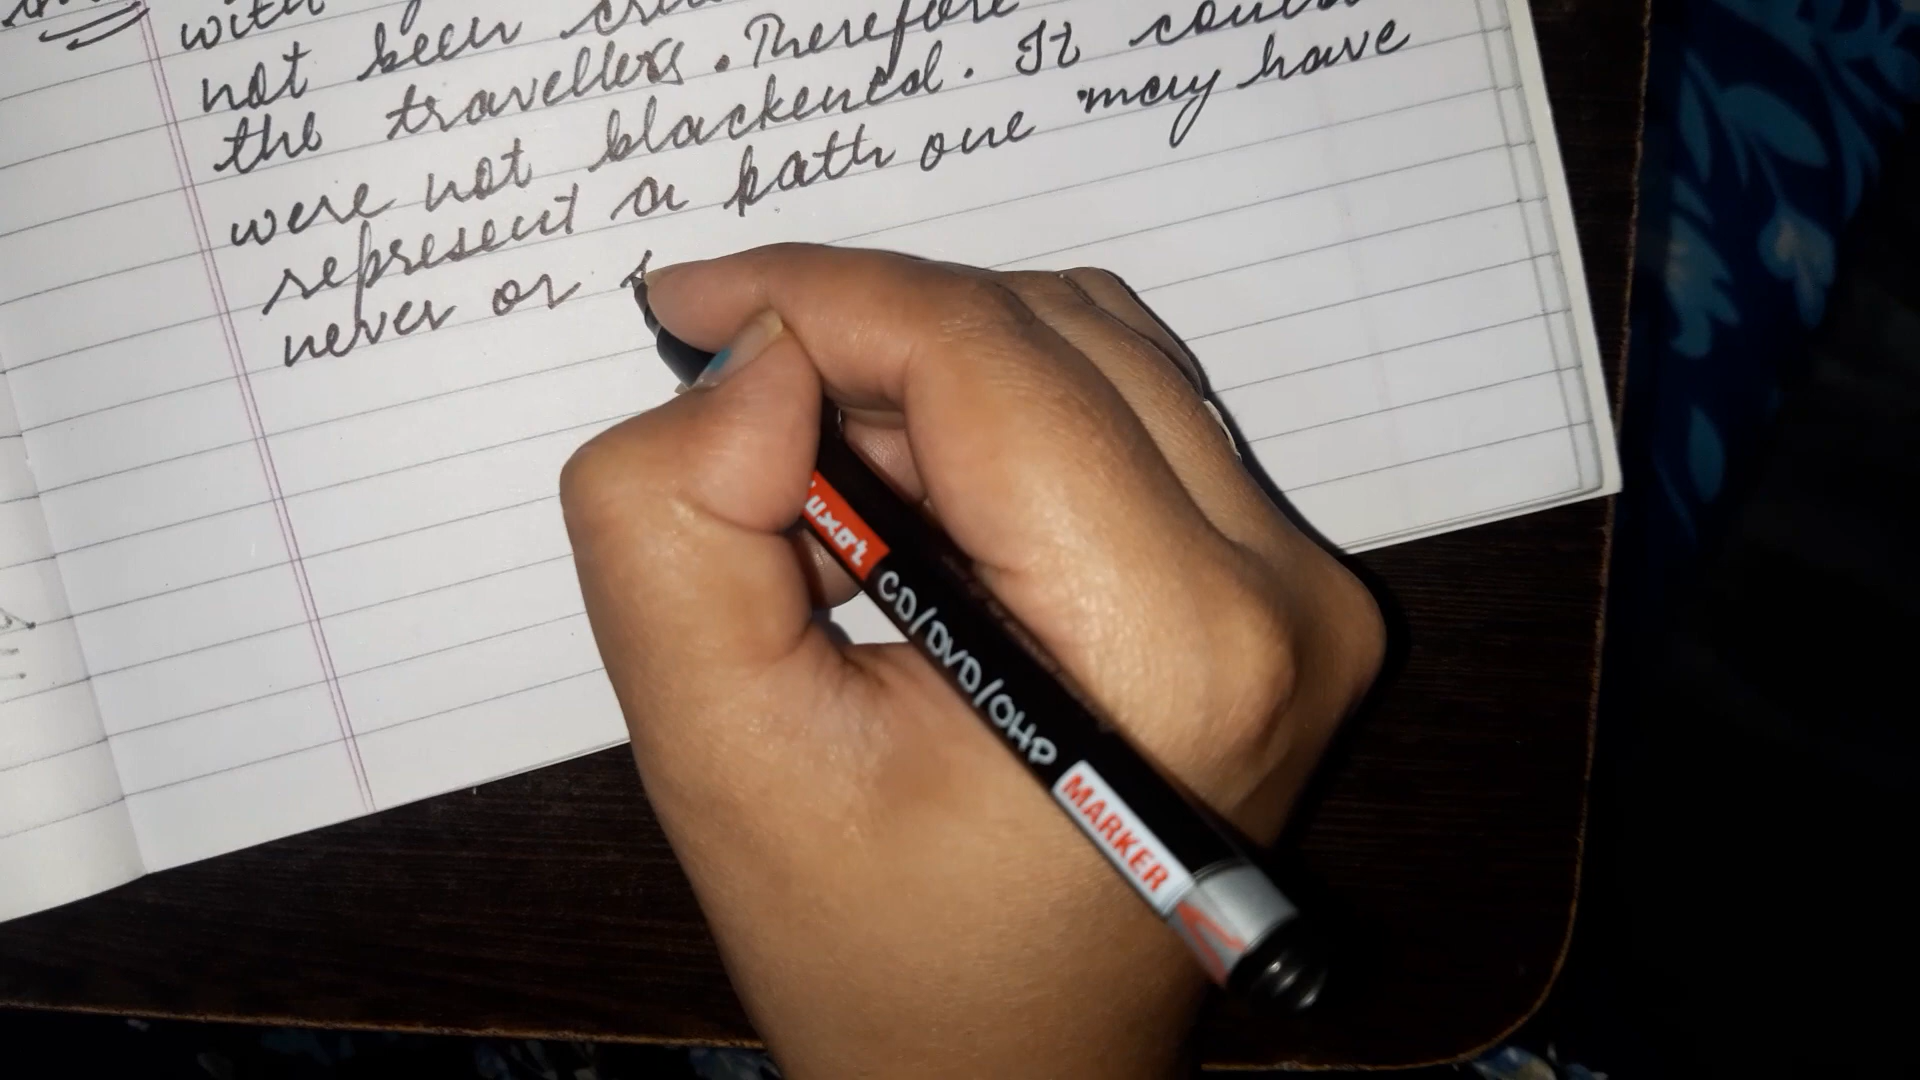 with
not been
the travellers. Therefore
were not blackened. It could
represent a path one may have
never or
Luxor CD/DVD/OHP MARKER